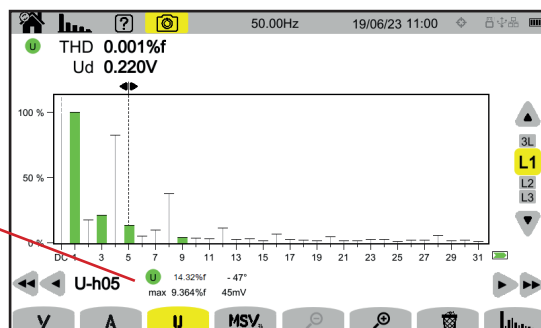 ? 50.00Hz 19/06/23 11:00
U THD 0.001%f
Ud 0.220V
100 %
50 %
0 %
3L
L1
L2
L3
DC 1 3 5 7 9 11 13 15 17 19 21 23 25 27 29 31
U-h05 U 14.32%f - 47°
max 9.364%f 45mV
V A U MSV